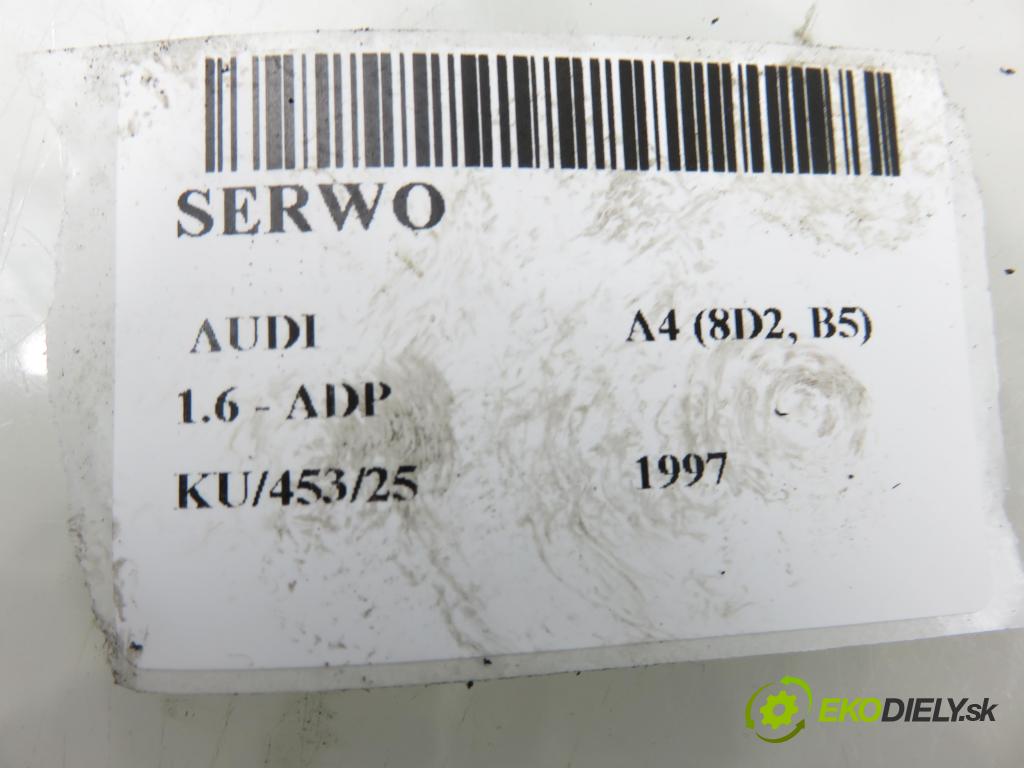 SERWO
AUDI A4 (8D2, B5)
1.6 - ADP
KU/453/25 1997
EKODIELY.sk